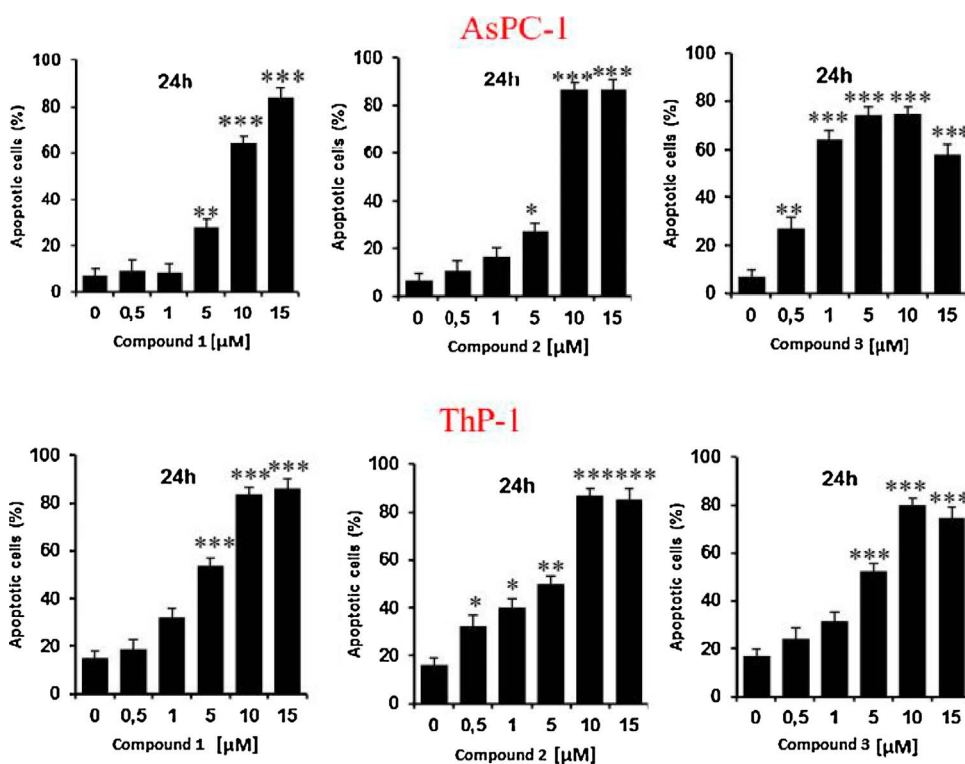 AsPC-1
Apoptotic cells (%)
100
80
60
40
20
0
24h
**
***
***
0 0,5 1 5 10 15
Compound 1 [μM]
Apoptotic cells (%)
100
80
60
40
20
0
24h
*
***
***
0 0,5 1 5 10 15
Compound 2 [μM]
Apoptotic cells (%)
100
80
60
40
20
0
24h
**
***
***
***
***
0 0,5 1 5 10 15
Compound 3 [μM]
ThP-1
Apoptotic cells (%)
100
80
60
40
20
0
24h
***
***
***
0 0,5 1 5 10 15
Compound 1 [μM]
Apoptotic cells (%)
100
80
60
40
20
0
24h
*
*
**
***
***
0 0,5 1 5 10 15
Compound 2 [μM]
Apoptotic cells (%)
100
80
60
40
20
0
24h
***
***
***
0 0,5 1 5 10 15
Compound 3 [μM]